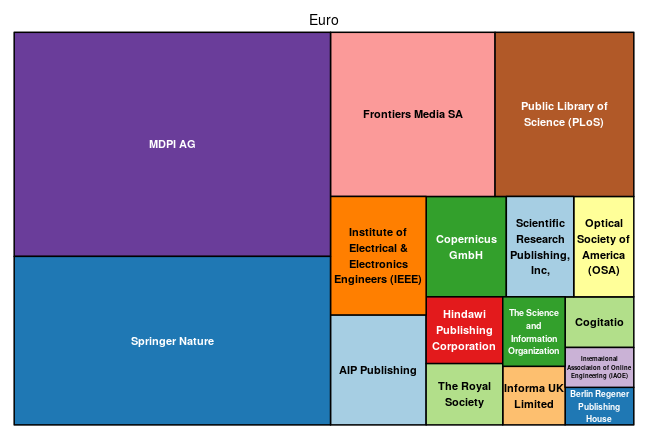 Euro
MDPI AG
Springer Nature
Frontiers Media SA
Public Library of
Science (PLoS)
Institute of
Electrical &
Electronics
Engineers (IEEE)
AIP Publishing
Copernicus
GmbH
Scientific
Research
Publishing,
Inc,
Optical
Society of
America
(OSA)
Hindawi
Publishing
Corporation
The Royal
Society
The Science
and
Information
Organization
Informa UK
Limited
Cogitatio
International
Association of Online
Engineering (IAOE)
Berlin Regener
Publishing
House